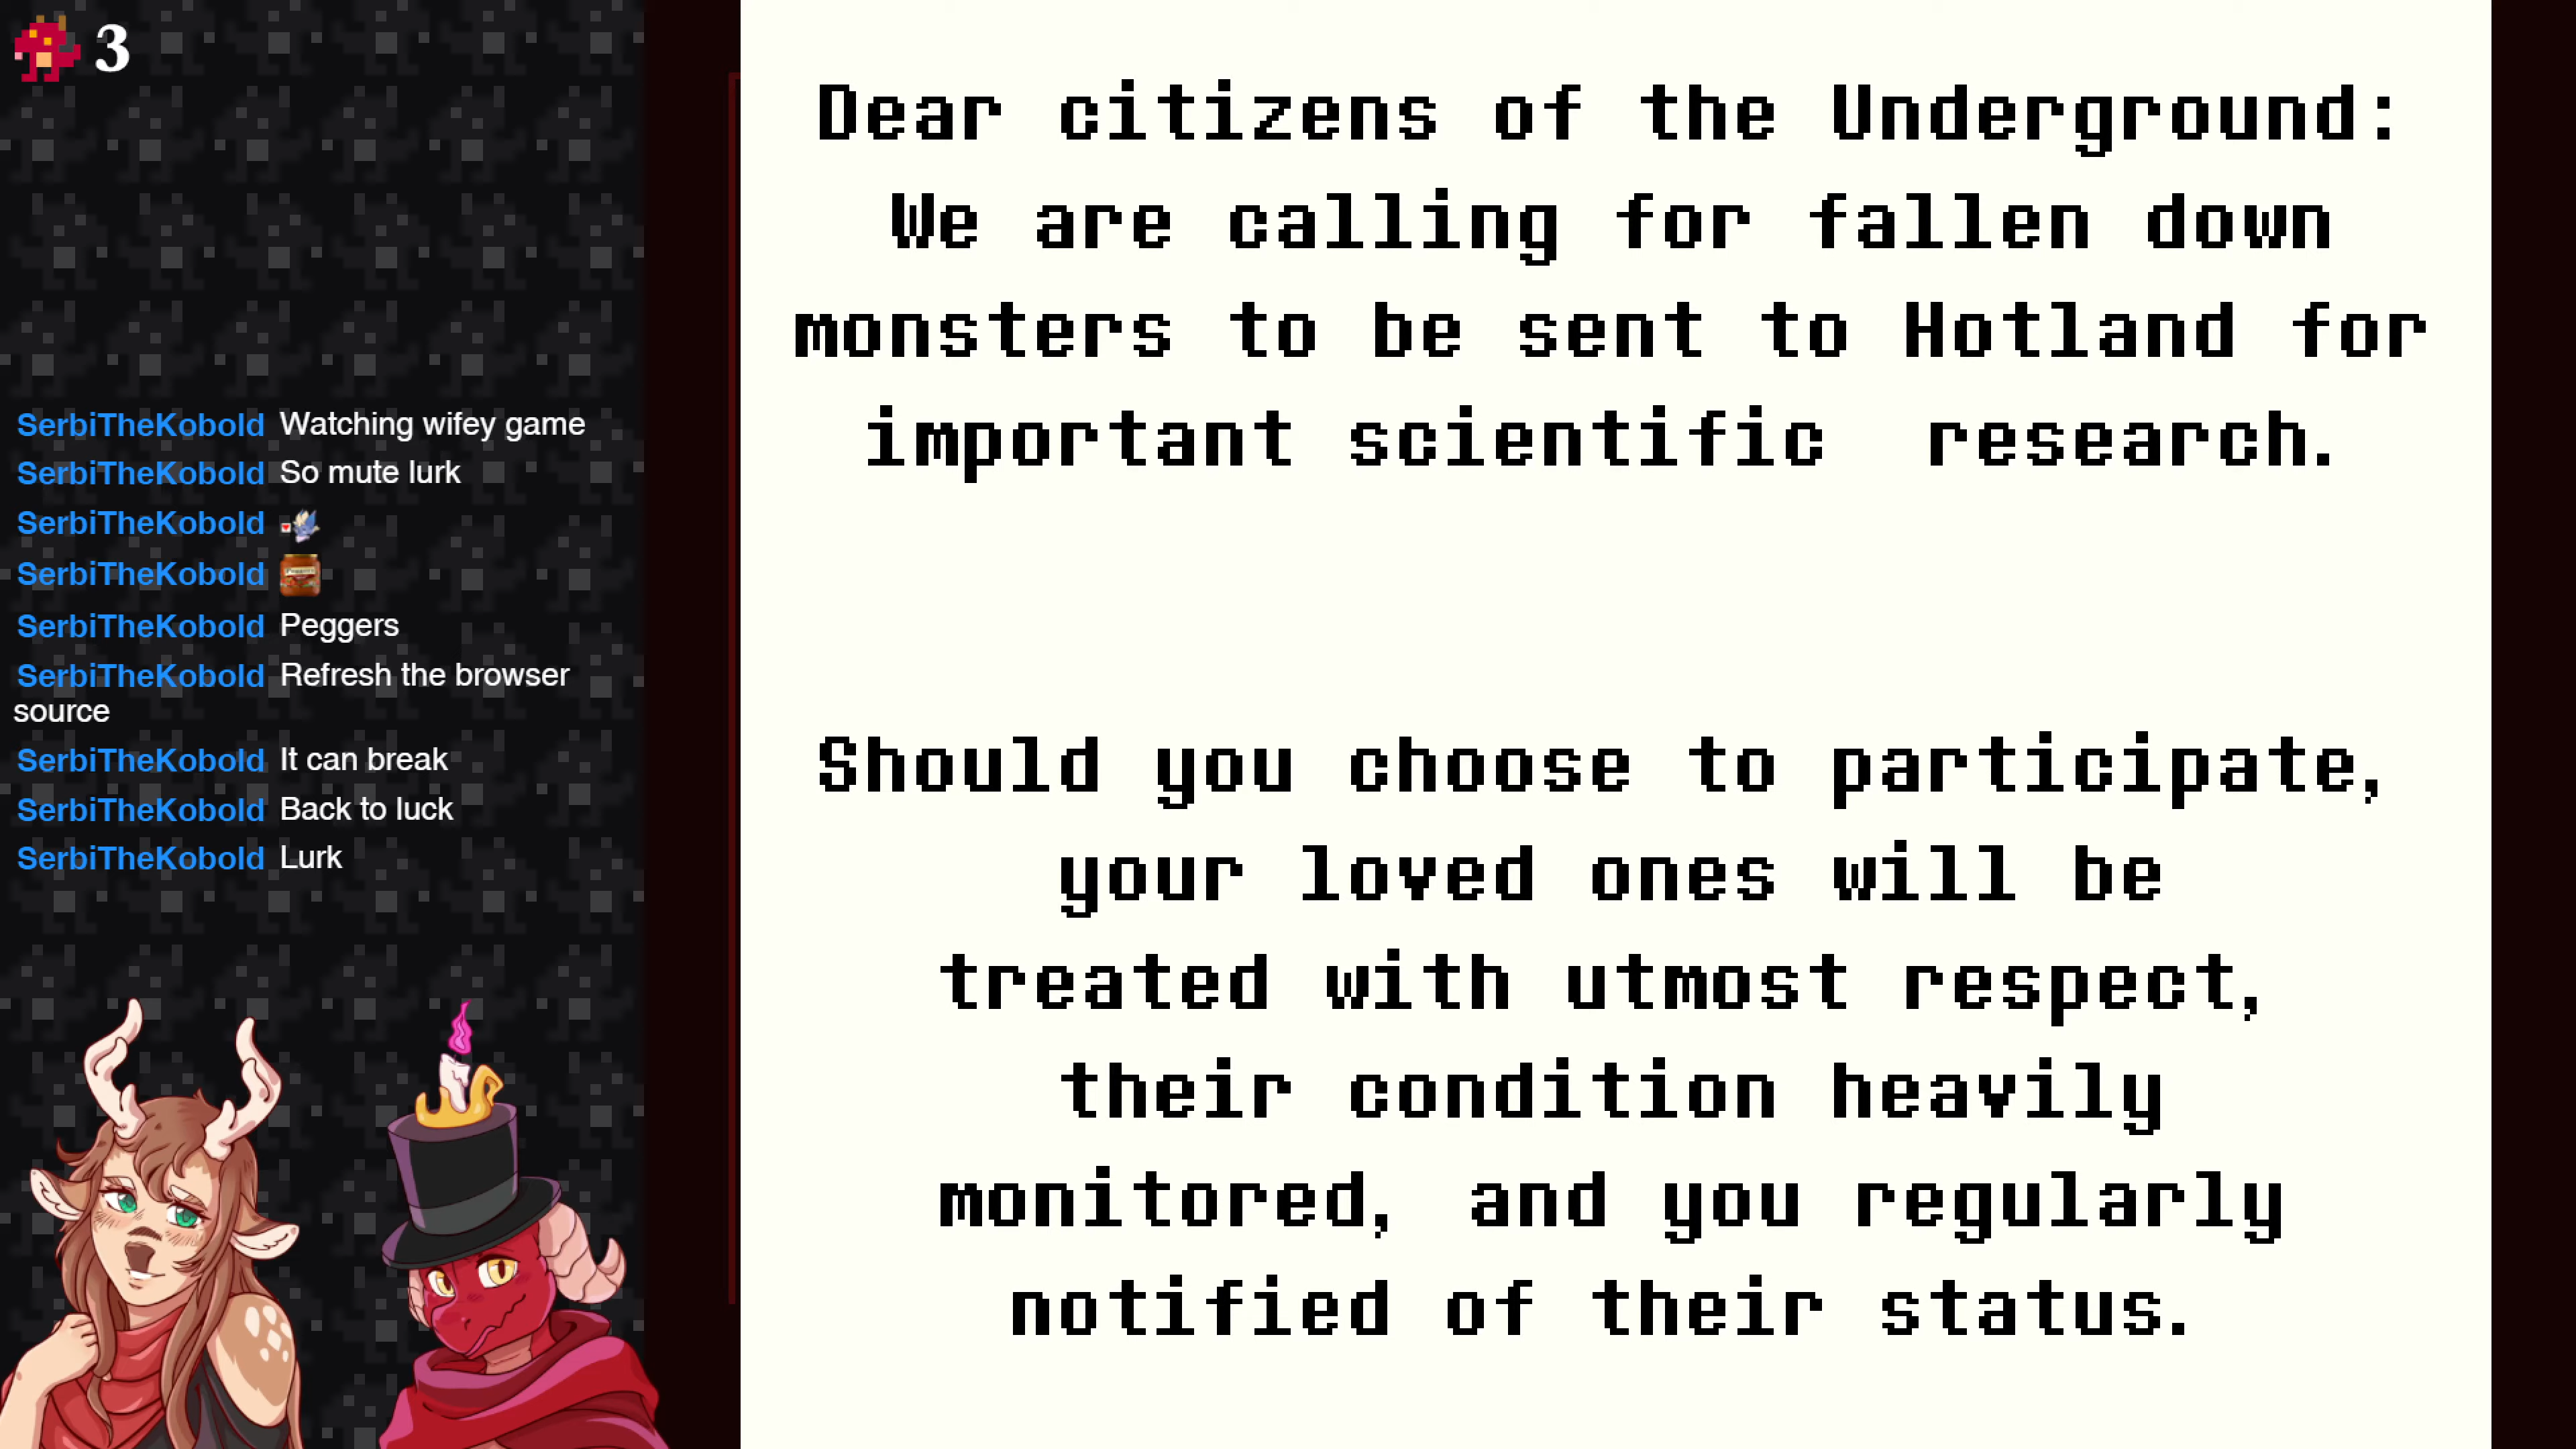 3
SerbiTheKobold Watching wifey game
SerbiTheKobold So mute lurk
SerbiTheKobold
SerbiTheKobold
SerbiTheKobold Peggers
SerbiTheKobold Refresh the browser
source
SerbiTheKobold It can break
SerbiTheKobold Back to luck
SerbiTheKobold Lurk
Dear citizens of the Underground:
We are calling for fallen down
monsters to be sent to Hotland for
important scientific research.
Should you choose to participate,
your loved ones will be
treated with utmost respect,
their condition heavily
monitored, and you regularly
notified of their status.